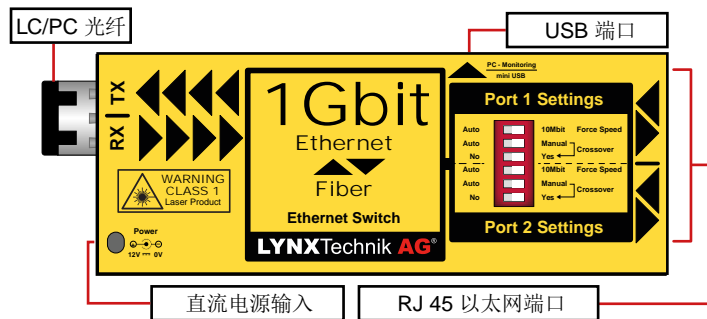 LC/PC 光纤
USB 端口
PC - Monitoring
mini USB
RX | TX
1Gbit
Ethernet
Fiber
Ethernet Switch
LYNXTechnik AG®
WARNING
CLASS 1
Laser Product
Power
12V 0V
Port 1 Settings
Auto 10Mbit Force Speed
Auto Manual Crossover
No Yes
Auto 10Mbit Force Speed
Auto Manual Crossover
No Yes
Port 2 Settings
直流电源输入
RJ 45 以太网端口